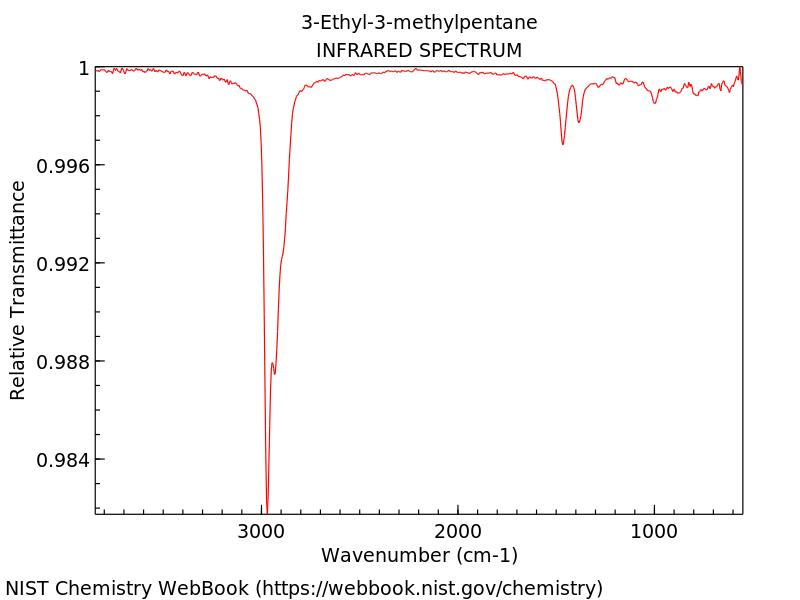 3-Ethyl-3-methylpentane
INFRARED SPECTRUM
1
0.996
0.992
0.988
0.984
Relative Transmittance
3000 2000 1000
Wavenumber (cm-1)
NIST Chemistry WebBook (https://webbook.nist.gov/chemistry)